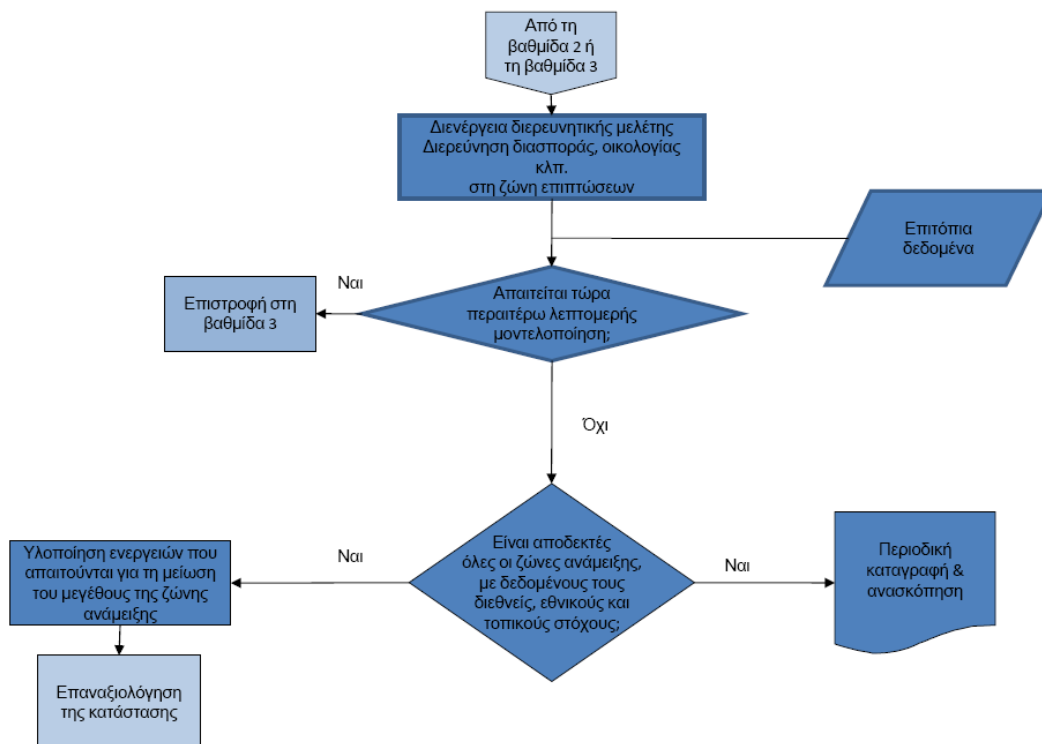 Από τη
βαθμίδα 2 ή
τη βαθμίδα 3
Διενέργεια διερευνητικής μελέτης
Διερεύνηση διασποράς, οικολογίας
κλπ.
στη ζώνη επιπτώσεων
Επιτόπια
δεδομένα
Απαιτείται τώρα
περαιτέρω λεπτομερής
μοντελοποίηση;
Ναι
Επιστροφή στη
βαθμίδα 3
Όχι
Είναι αποδεκτές
όλες οι ζώνες ανάμειξης,
με δεδομένους τους
διεθνείς, εθνικούς και
τοπικούς στόχους;
Ναι
Υλοποίηση ενεργειών που
απαιτούνται για τη μείωση
του μεγέθους της ζώνης
ανάμειξης
Ναι
Περιοδική
καταγραφή &
ανασκόπηση
Επαναξιολόγηση
της κατάστασης